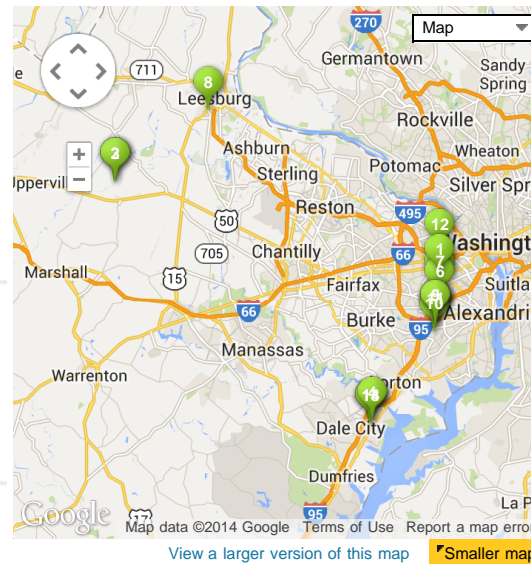 270
Map
Germantown
Sandy
Spring
711
8
Leesburg
Rockville
Ashburn
Wheaton
Potomac
Sterling
Silver Spr
+
−
Upperville
Reston
495
12
50
1
Washingt
Chantilly
705
66
7
6
Marshall
15
Fairfax
Suitla
66
Burke
10
Alexandri
95
Manassas
Warrenton
Dale City
Dumfries
95
La P
17
Google
Map data ©2014 Google Terms of Use Report a map erro
View a larger version of this map
Smaller map